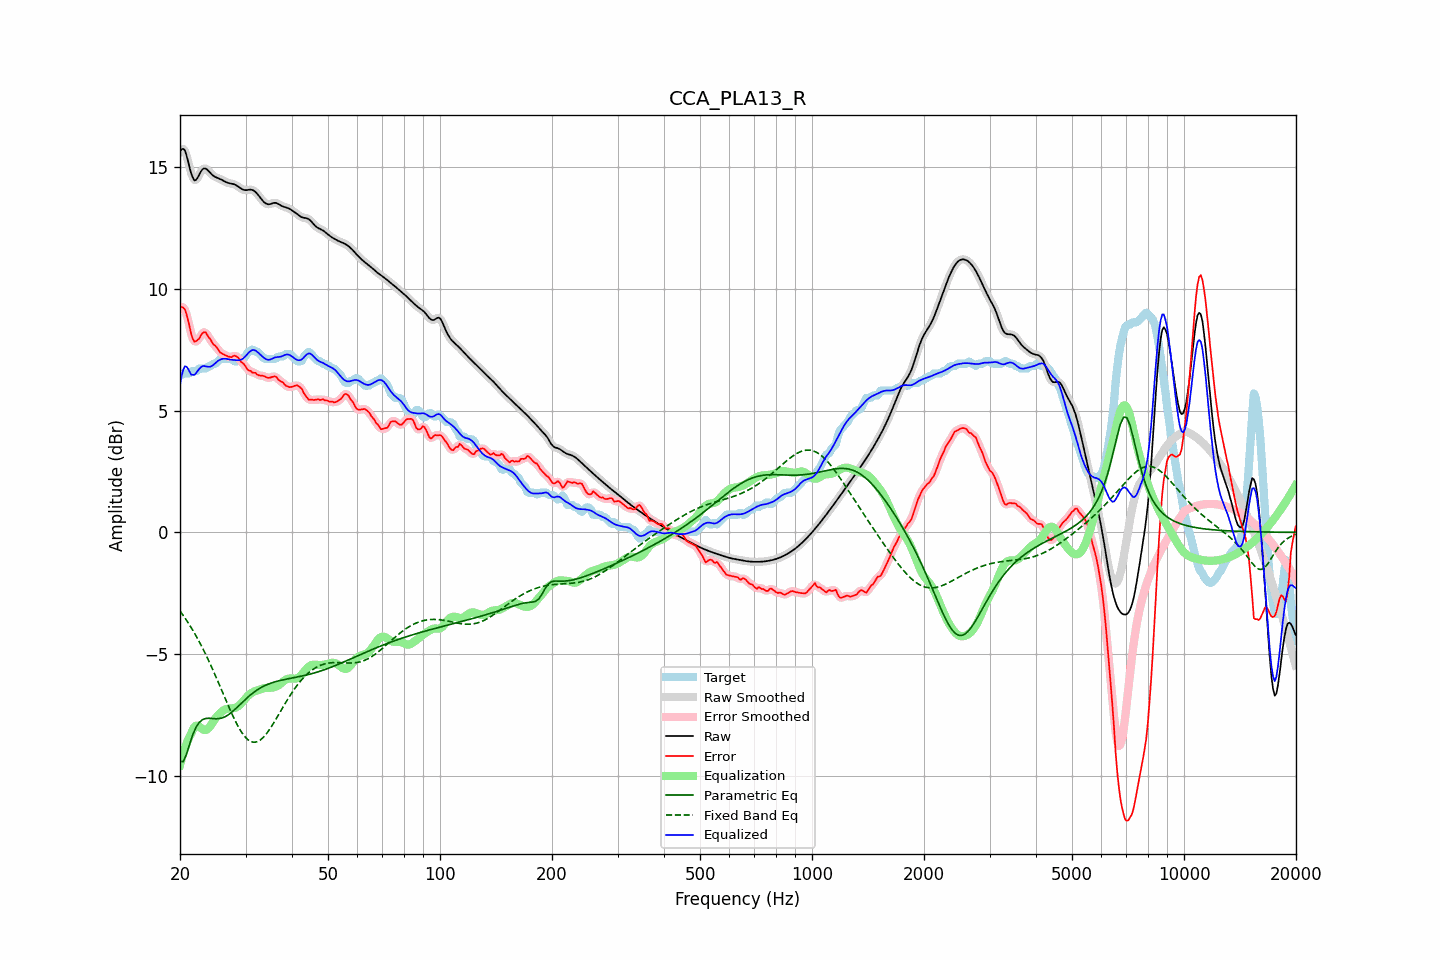 CCA_PLA13_R
Amplitude (dBr)
15
10
5
0
−5
−10
Target
Raw Smoothed
Error Smoothed
Raw
Error
Equalization
Parametric Eq
Fixed Band Eq
Equalized
20 50 100 200 500 1000 2000 5000 10000 20000
Frequency (Hz)